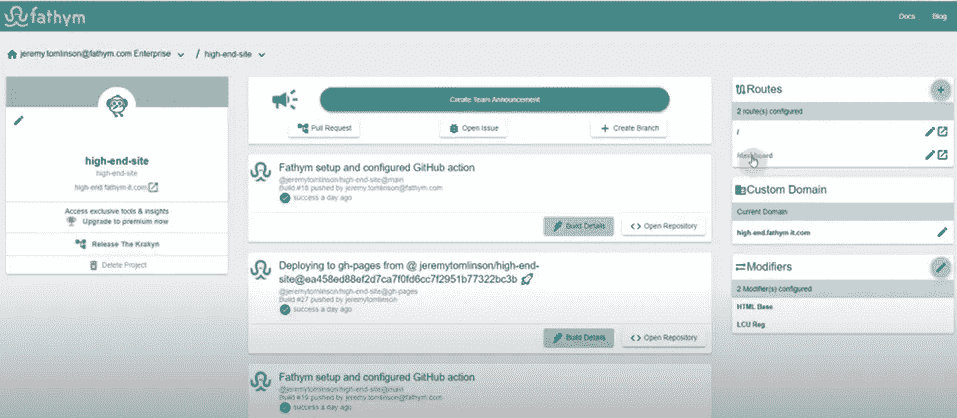 fathym
Docs
Blog
jeremy.tomlinson@fathym.com Enterprise
/ high-end-site
high-end-site
high-end-site
high-end.fathym-it.com
Access exclusive tools & insights
Upgrade to premium now
Release The Krakyn
Delete Project
Create Team Announcement
Pull Request
Open Issue
+ Create Branch
Fathym setup and configured GitHub action
@jeremytomlinson/high-end-site@main
Build #18 pushed by jeremy.tomlinson@fathym.com
success a day ago
Build Details
<> Open Repository
Deploying to gh-pages from @ jeremytomlinson/high-end-
site@ea458ed88ef2d7ca7f0fd6cc7f2951b77322bc3b
@jeremytomlinson/high-end-site@gh-pages
Build #27 pushed by jeremytomlinson
success a day ago
Build Details
<> Open Repository
Fathym setup and configured GitHub action
@jeremytomlinson/high-end-site@main
Build #19 pushed by jeremy.tomlinson@fathym.com
success a day ago
Routes
+
2 route(s) configured
/
/dashboard
Custom Domain
Current Domain
high-end.fathym-it.com
Modifiers
2 Modifier(s) configured
HTML Base
LCU Reg